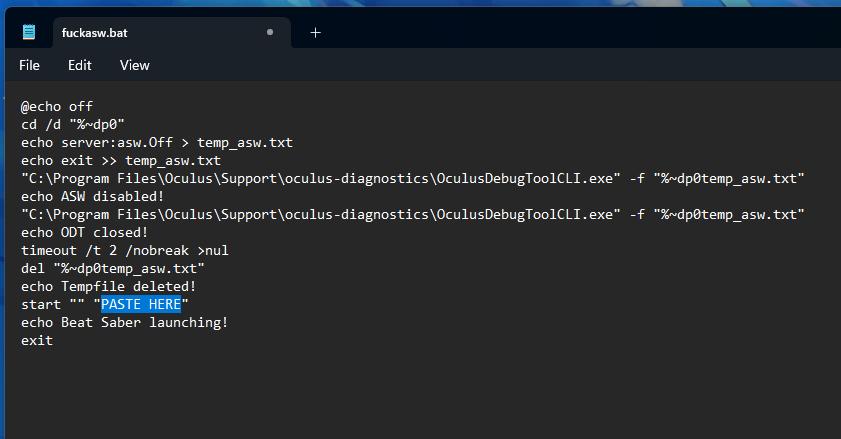 fuckasw.bat
File Edit View
@echo off
cd /d "%~dp0"
echo server:asw.Off > temp_asw.txt
echo exit >> temp_asw.txt
"C:\Program Files\Oculus\Support\oculus-diagnostics\OculusDebugToolCLI.exe" -f "%~dp0temp_asw.txt"
echo ASW disabled!
"C:\Program Files\Oculus\Support\oculus-diagnostics\OculusDebugToolCLI.exe" -f "%~dp0temp_asw.txt"
echo ODT closed!
timeout /t 2 /nobreak >nul
del "%~dp0temp_asw.txt"
echo Tempfile deleted!
start "" "PASTE HERE"
echo Beat Saber launching!
exit